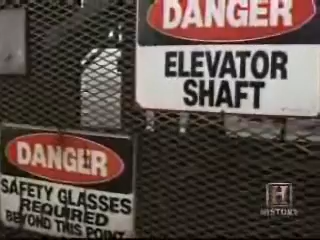 DANGER
ELEVATOR
SHAFT
DANGER
SAFETY GLASSES
REQUIRED
BEYOND THIS POINT
H
HISTORY